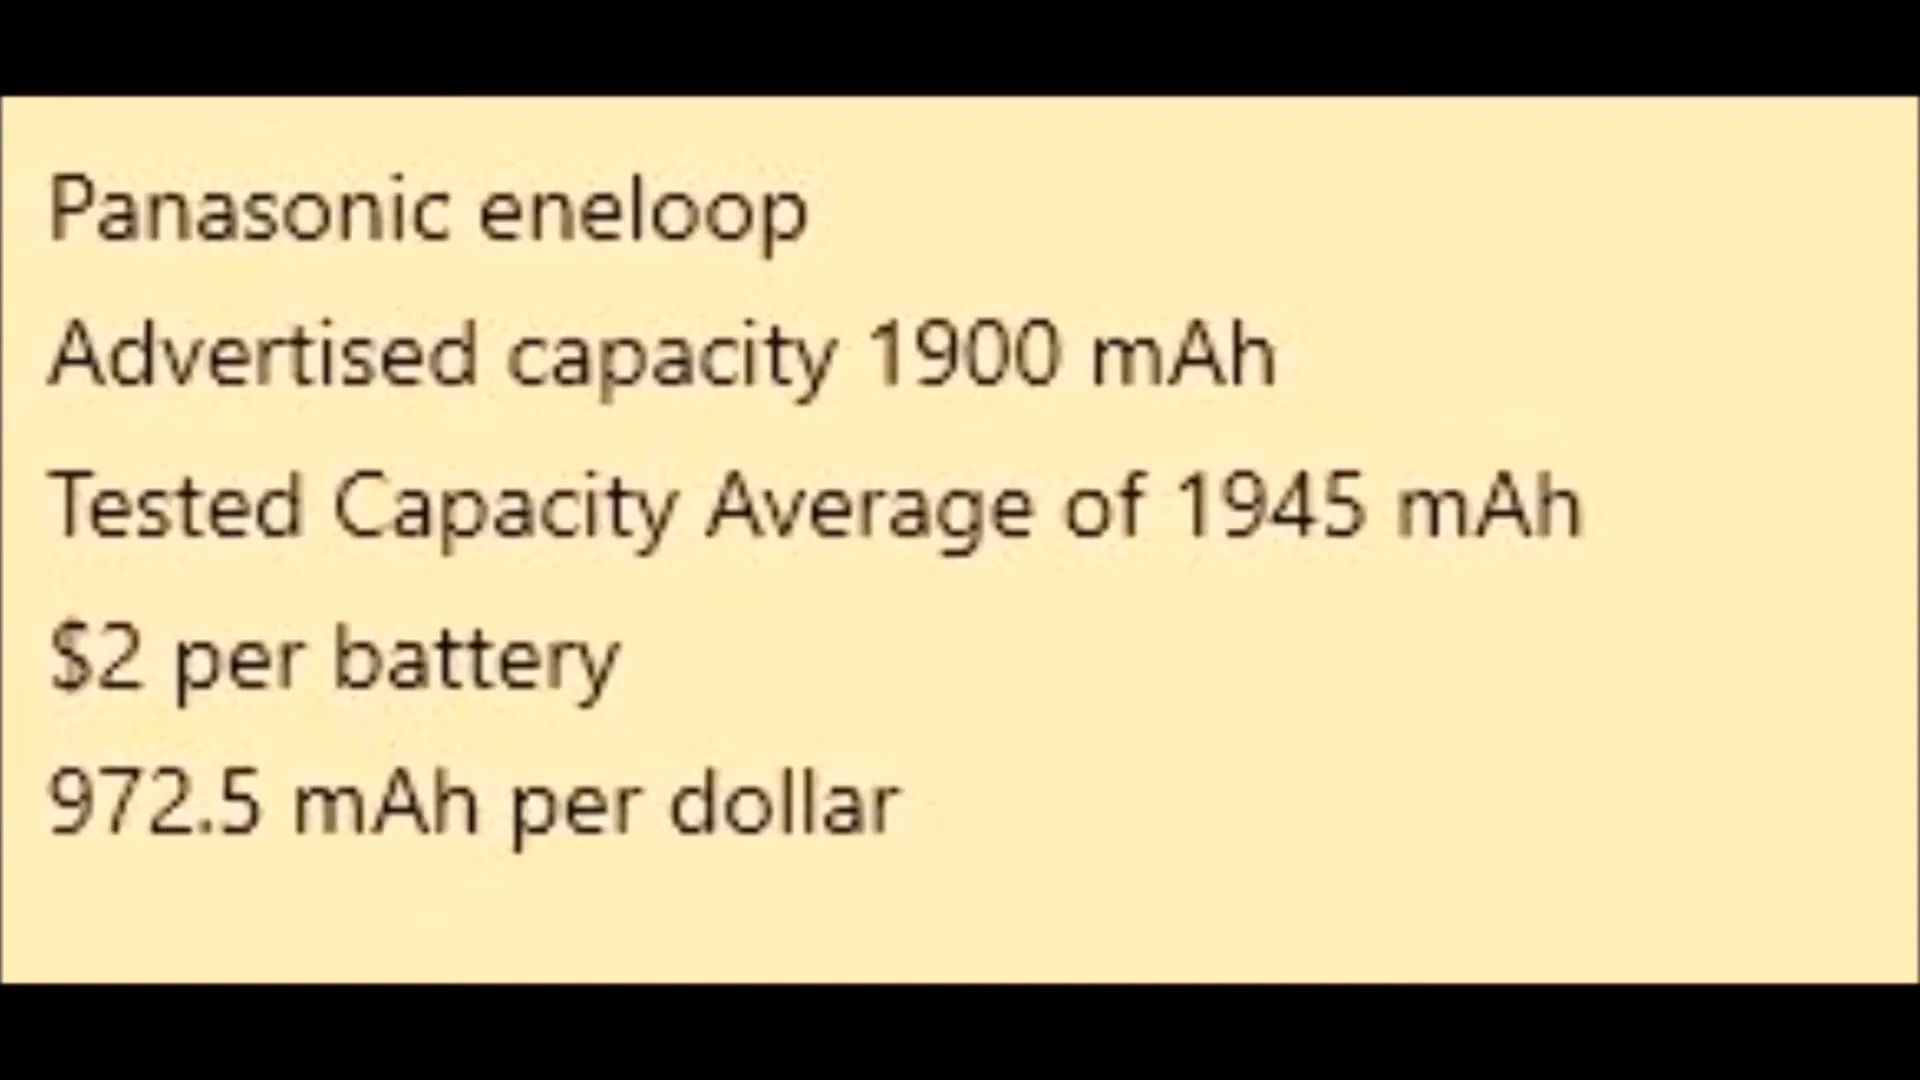 Panasonic eneloop
Advertised capacity 1900 mAh
Tested Capacity Average of 1945 mAh
$2 per battery
972.5 mAh per dollar